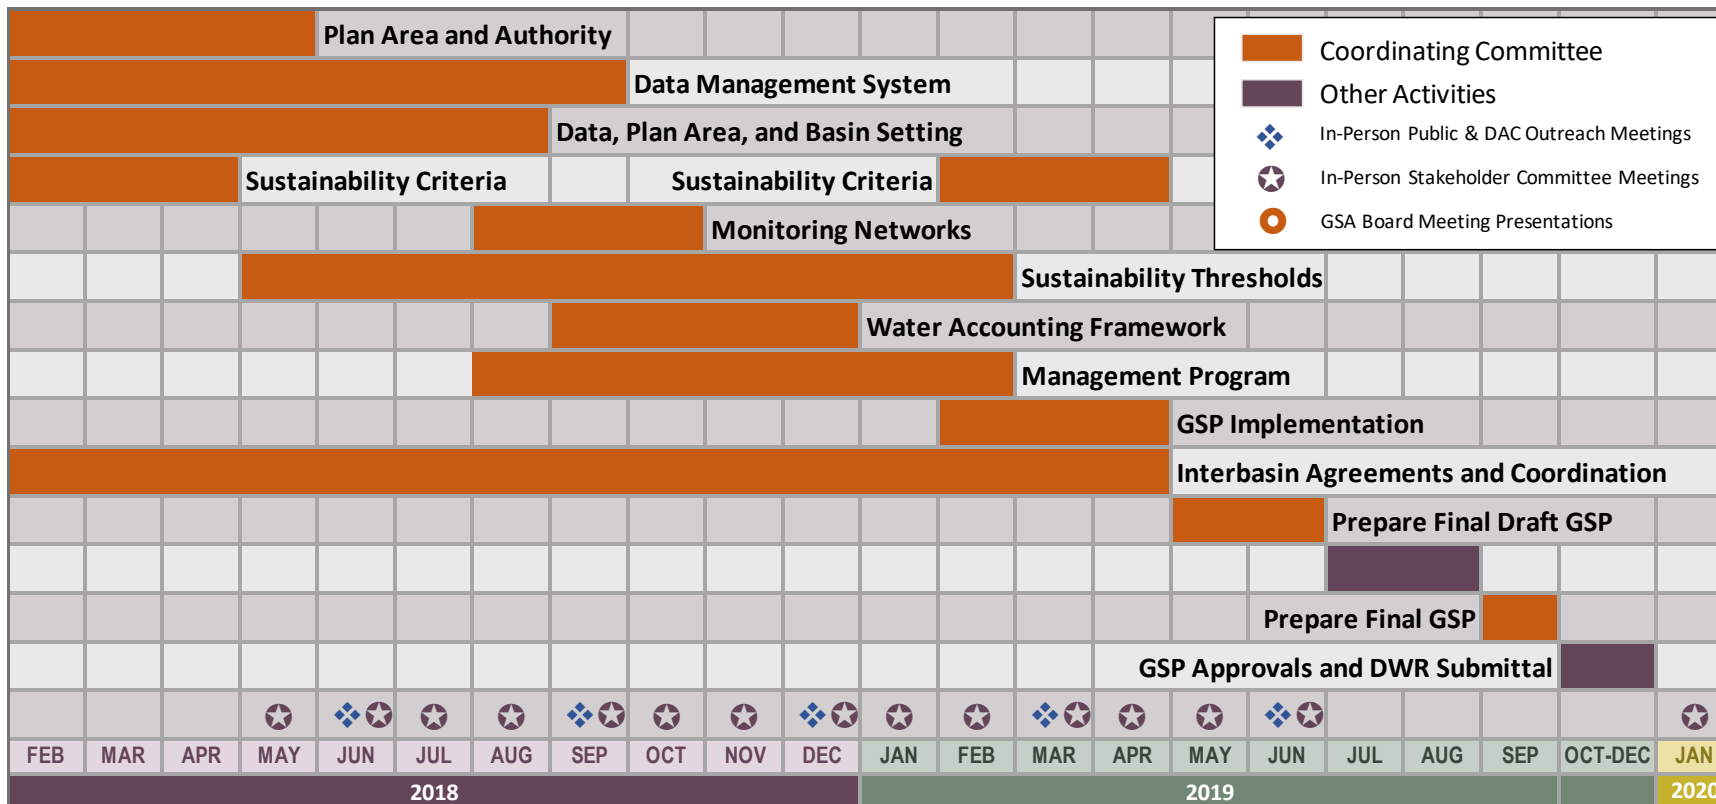 Plan Area and Authority
Coordinating Committee
Data Management System
Other Activities
Data, Plan Area, and Basin Setting
In-Person Public & DAC Outreach Meetings
Sustainability Criteria
Sustainability Criteria
In-Person Stakeholder Committee Meetings
Monitoring Networks
GSA Board Meeting Presentations
Sustainability Thresholds
Water Accounting Framework
Management Program
GSP Implementation
Interbasin Agreements and Coordination
Prepare Final Draft GSP
Prepare Final GSP
GSP Approvals and DWR Submittal
FEB MAR APR MAY JUN JUL AUG SEP OCT NOV DEC JAN FEB MAR APR MAY JUN JUL AUG SEP OCT-DEC JAN
2018 2019 2020